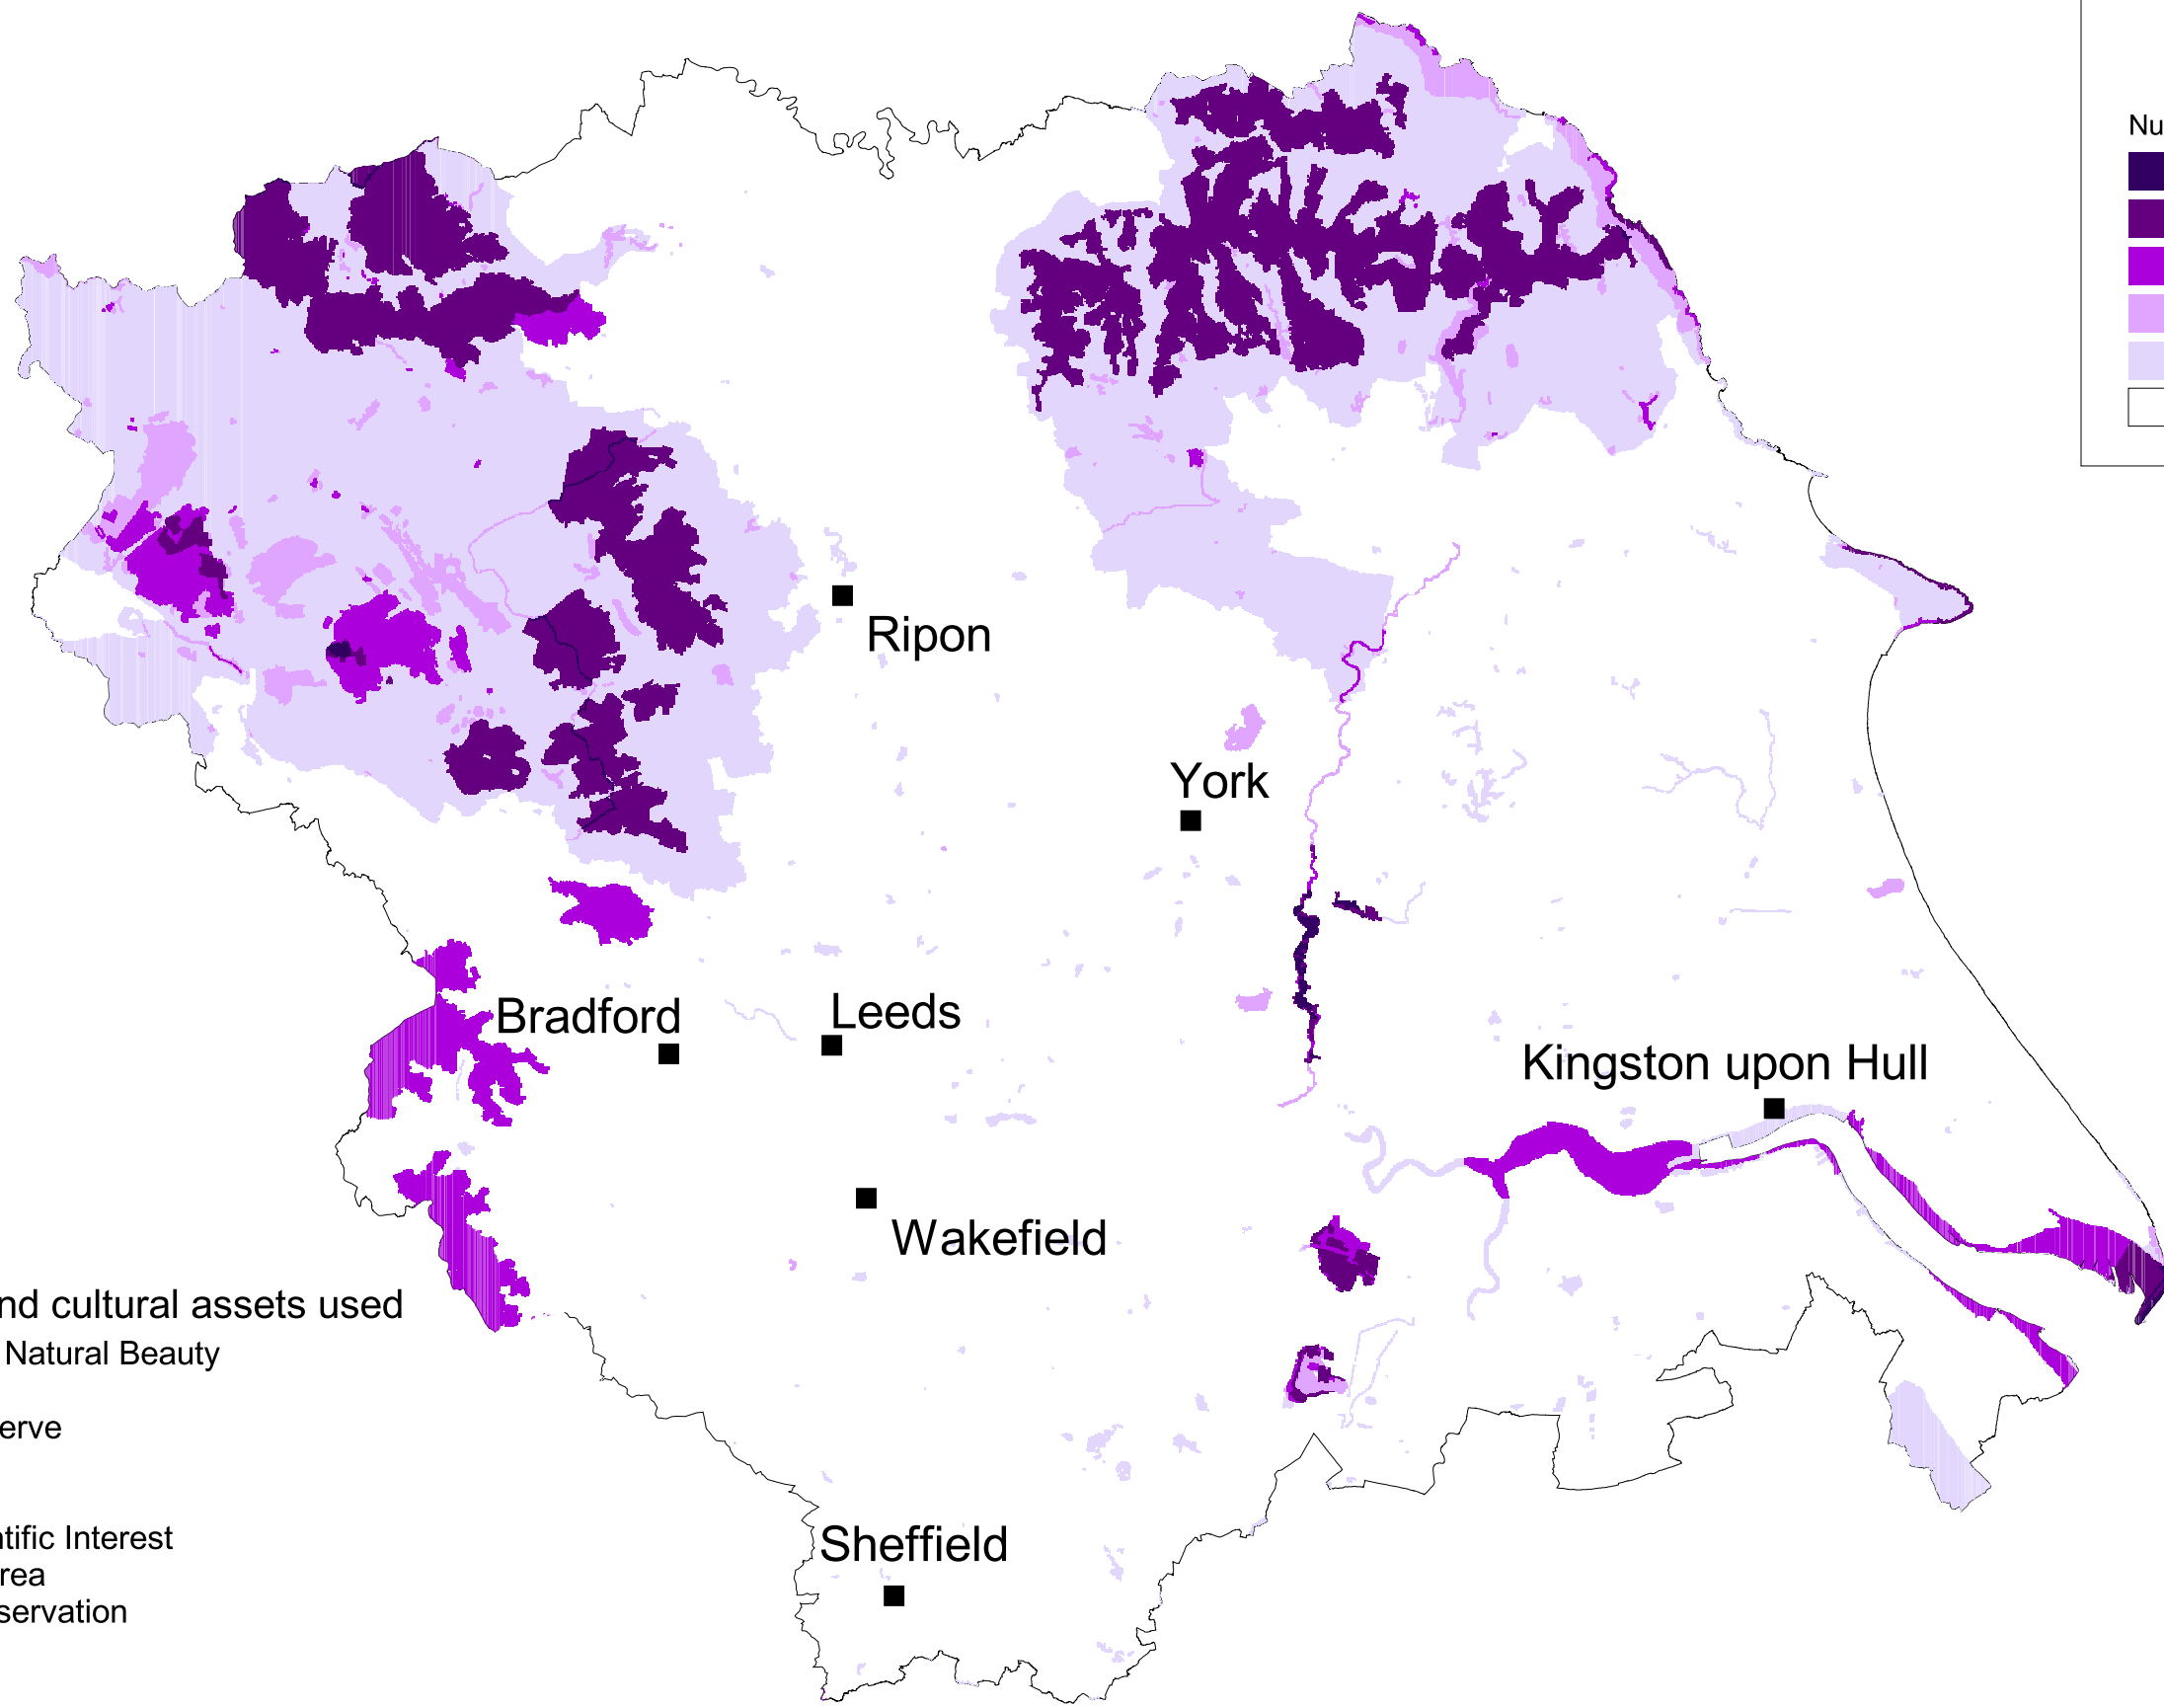 Nu
Ripon
York
Bradford
Leeds
Kingston upon Hull
Wakefield
nd cultural assets used
Natural Beauty
erve
ntific Interest
rea
servation
Sheffield